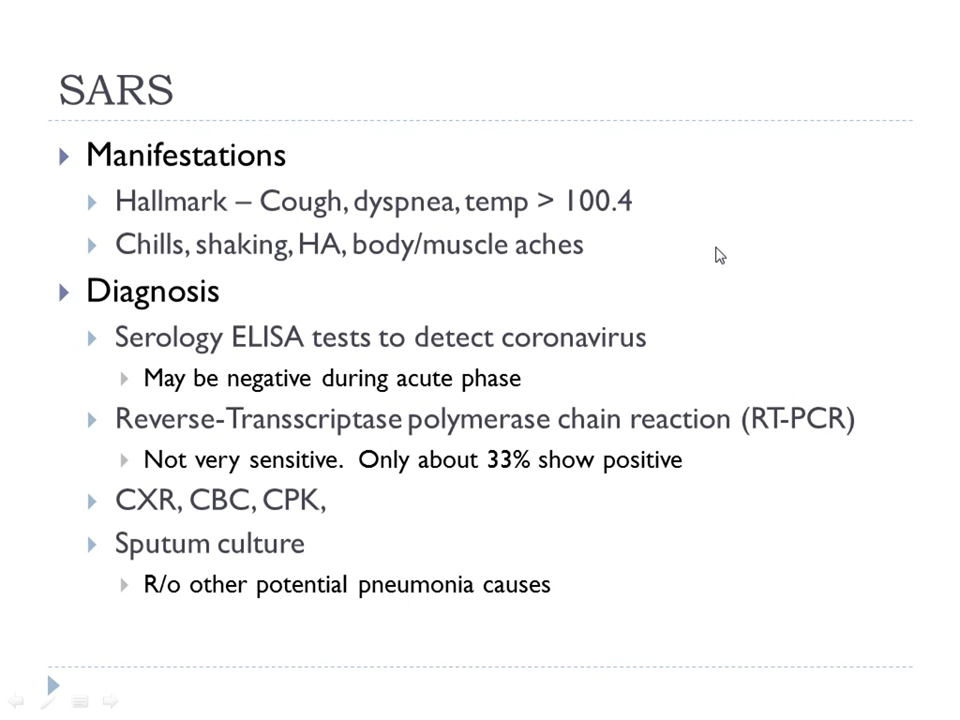 SARS
Manifestations
Hallmark – Cough, dyspnea, temp > 100.4
Chills, shaking, HA, body/muscle aches
Diagnosis
Serology ELISA tests to detect coronavirus
May be negative during acute phase
Reverse-Transscriptase polymerase chain reaction (RT-PCR)
Not very sensitive.  Only about 33% show positive
CXR, CBC, CPK,
Sputum culture
R/o other potential pneumonia causes